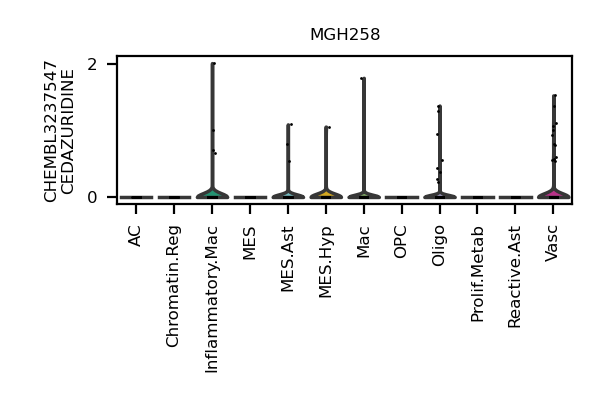 MGH258
CHEMBL3237547
CEDAZURIDINE
2
0
AC
Chromatin.Reg
Inflammatory.Mac
MES
MES.Ast
MES.Hyp
Mac
OPC
Oligo
Prolif.Metab
Reactive.Ast
Vasc